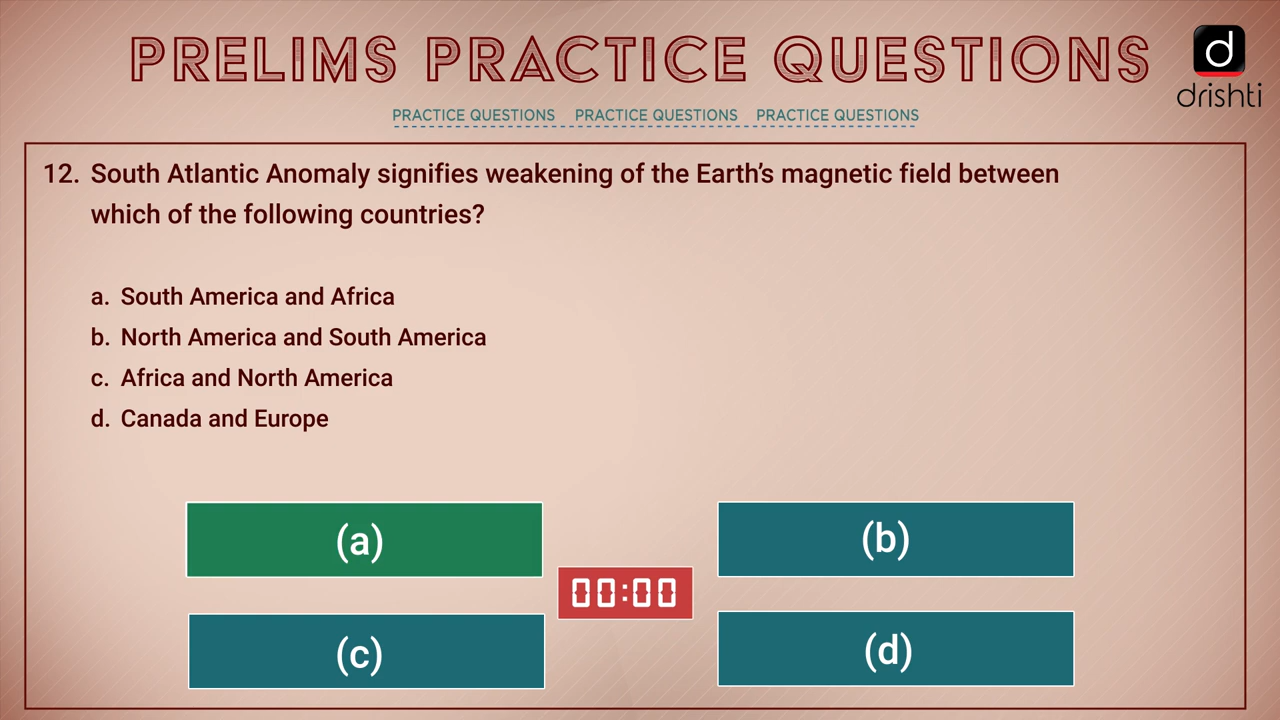 PRELIMS PRACTICE QUESTIONS
drishti
PRACTICE QUESTIONS PRACTICE QUESTIONS PRACTICE QUESTIONS
12. South Atlantic Anomaly signifies weakening of the Earth's magnetic field between
which of the following countries?
a. South America and Africa
b. North America and South America
c. Africa and North America
d. Canada and Europe
(a)
(b)
00:00
(c)
(d)